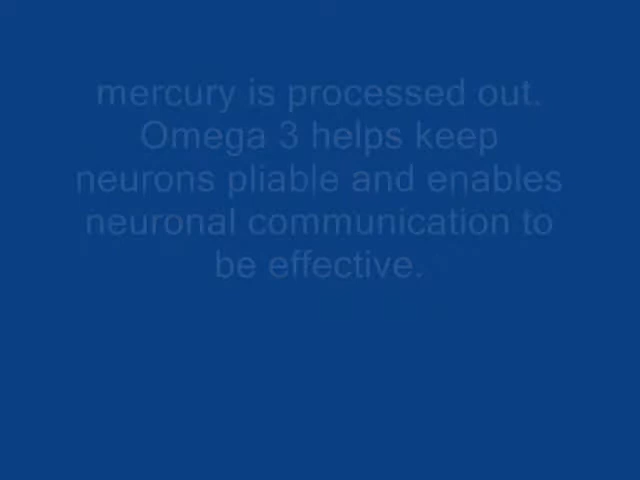 mercury is processed out.
Omega 3 helps keep
neurons pliable and enables
neuronal communication to
be effective.